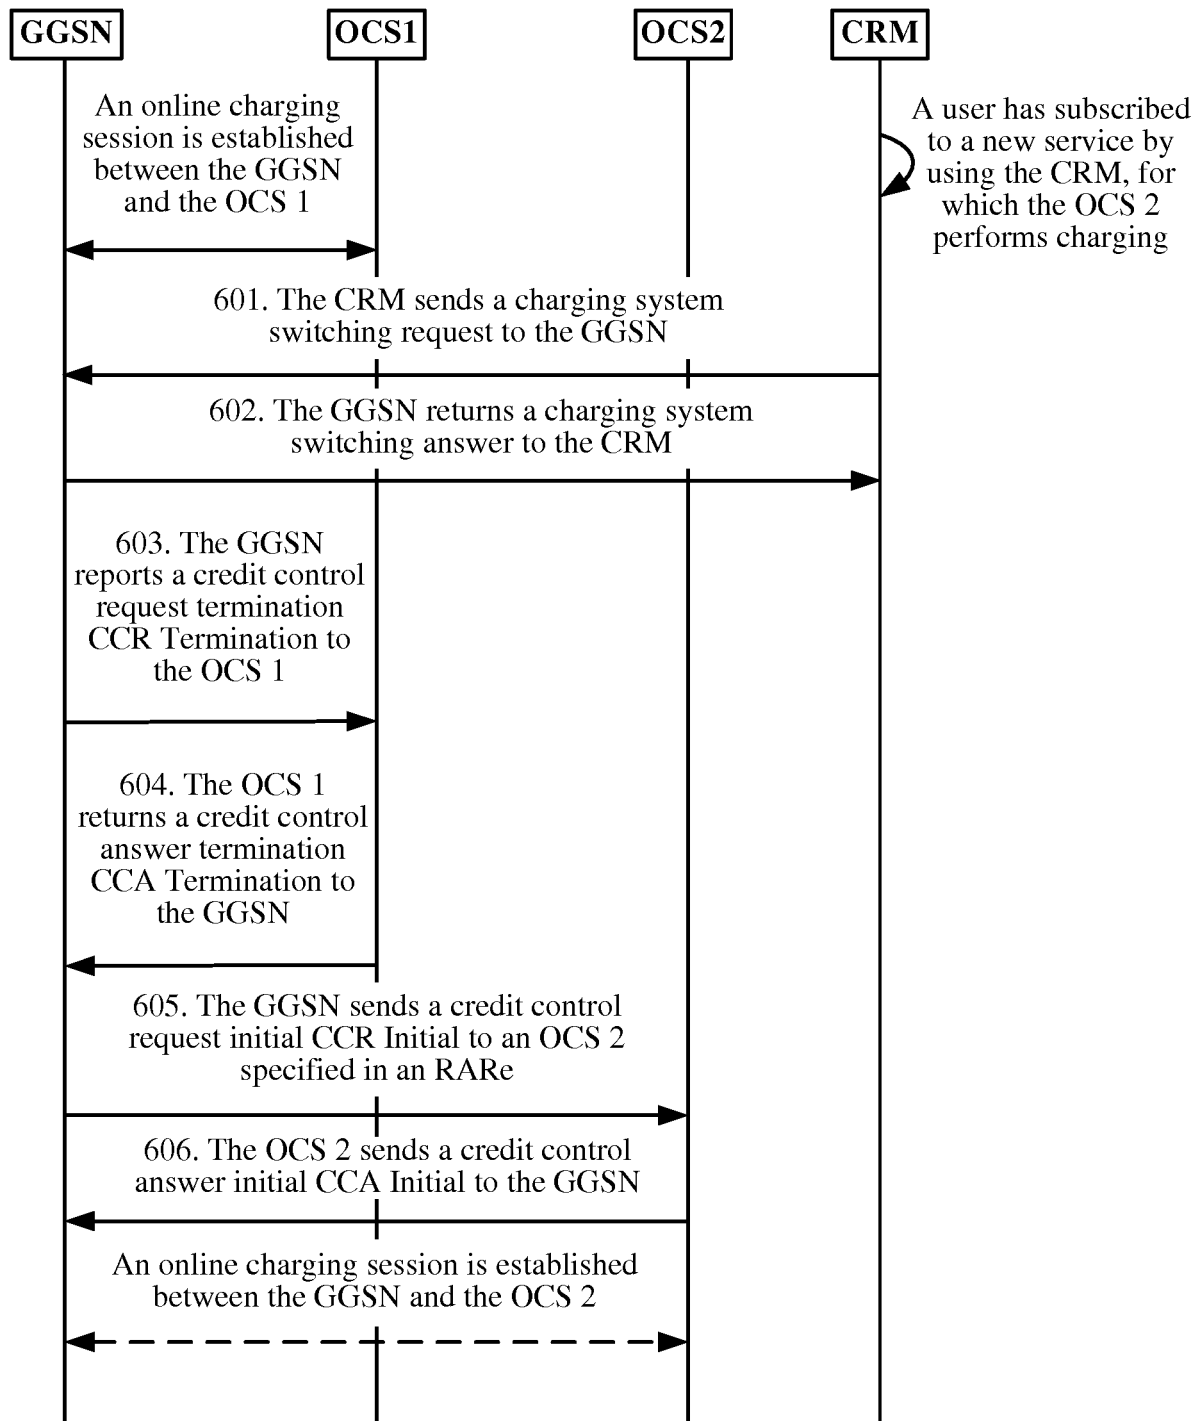 GGSN
OCS1
OCS2
CRM
An online charging
session is established
between the GGSN
and the OCS 1
A user has subscribed
to a new service by
using the CRM, for
which the OCS 2
performs charging
601. The CRM sends a charging system
switching request to the GGSN
602. The GGSN returns a charging system
switching answer to the CRM
603. The GGSN
reports a credit control
request termination
CCR Termination to
the OCS 1
604. The OCS 1
returns a credit control
answer termination
CCA Termination to
the GGSN
605. The GGSN sends a credit control
request initial CCR Initial to an OCS 2
specified in an RARe
606. The OCS 2 sends a credit control
answer initial CCA Initial to the GGSN
An online charging session is established
between the GGSN and the OCS 2